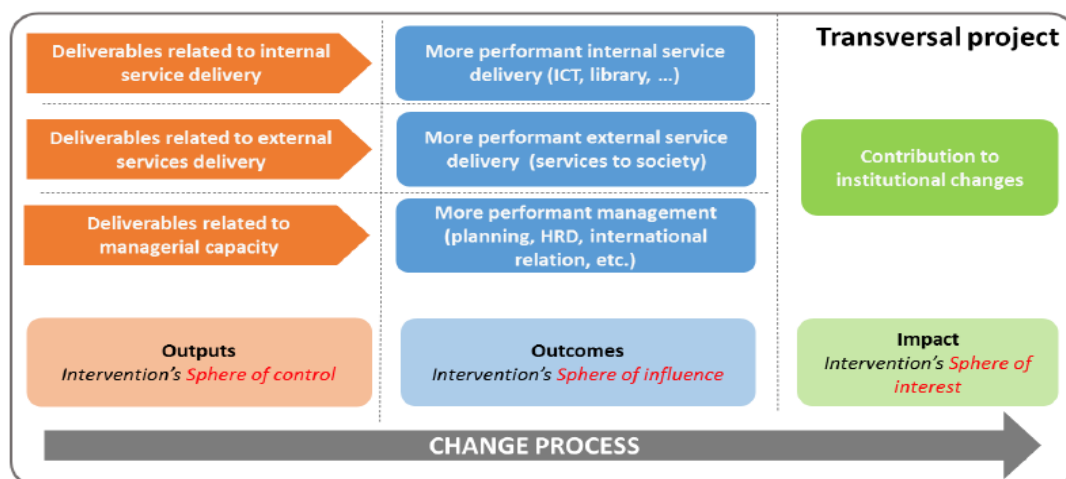 Transversal project
Deliverables related to internal
service delivery
More performant internal service
delivery (ICT, library, ...)
Deliverables related to external
services delivery
More performant external service
delivery (services to society)
Contribution to
institutional changes
Deliverables related to
managerial capacity
More performant management
(planning, HRD, international
relation, etc.)
Outputs
Intervention's Sphere of control
Outcomes
Intervention's Sphere of influence
Impact
Intervention's Sphere of
interest
CHANGE PROCESS